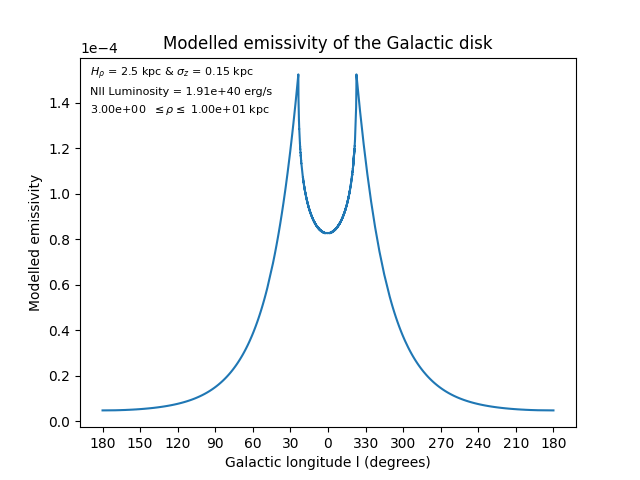 Modelled emissivity of the Galactic disk
1e−4
H_ρ = 2.5 kpc & σ_z = 0.15 kpc
NII Luminosity = 1.91e+40 erg/s
3.00e+00 ≤ ρ ≤ 1.00e+01 kpc
1.4
1.2
1.0
0.8
0.6
0.4
0.2
0.0
Modelled emissivity
180 150 120 90 60 30 0 330 300 270 240 210 180
Galactic longitude l (degrees)